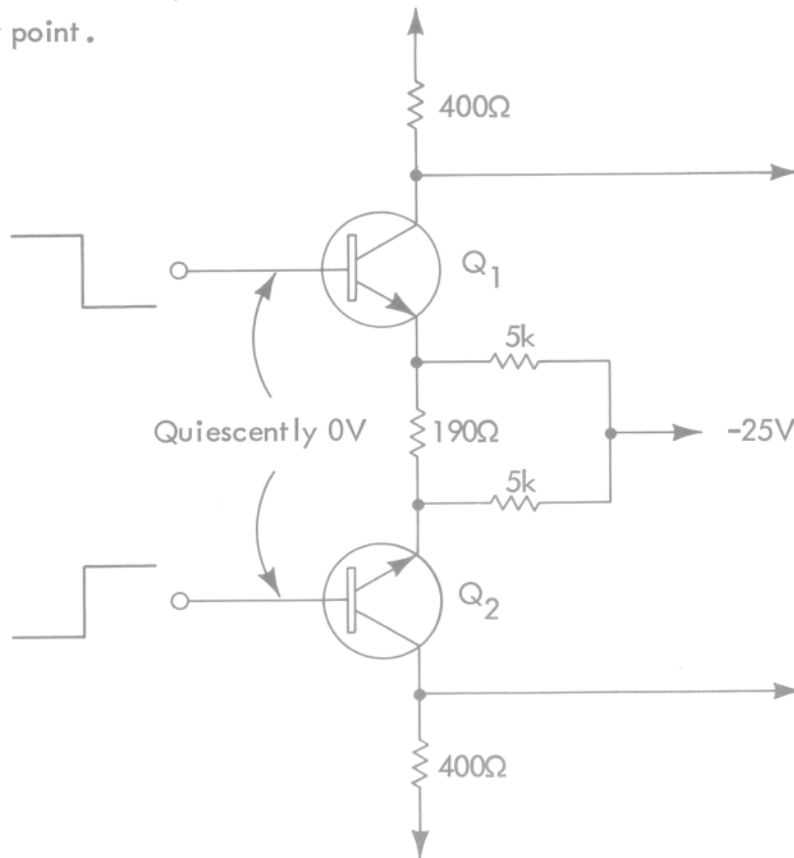 point.
400Ω
Q1
5k
Quiescently 0V
190Ω
-25V
5k
Q2
400Ω